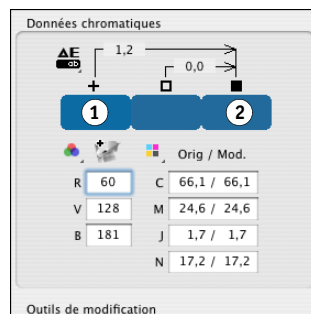 Données chromatiques
ΔE 1,2
ab 0,0
1 2
Orig / Mod.
R 60 C 66,1 / 66,1
V 128 M 24,6 / 24,6
B 181 J 1,7 / 1,7
N 17,2 / 17,2
Outils de modification